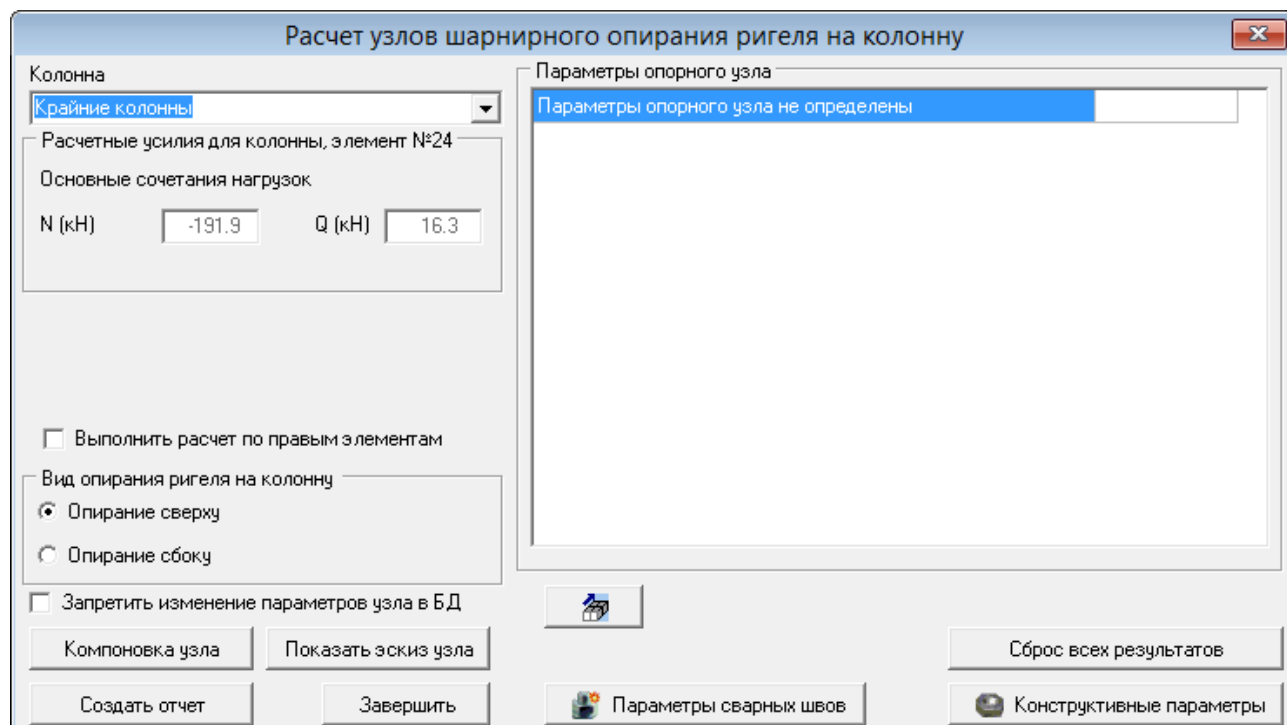 Расчет узлов шарнирного опирания ригеля на колонну
Колонна
Крайние колонны
Расчетные усилия для колонны, элемент №24
Основные сочетания нагрузок
N (кН) -191.9 Q (кН) 16.3
Выполнить расчет по правым элементам
Вид опирания ригеля на колонну
Опирание сверху
Опирание сбоку
Запретить изменение параметров узла в БД
Компоновка узла Показать эскиз узла
Создать отчет Завершить
Параметры опорного узла
Параметры опорного узла не определены
Сброс всех результатов
Параметры сварных швов Конструктивные параметры